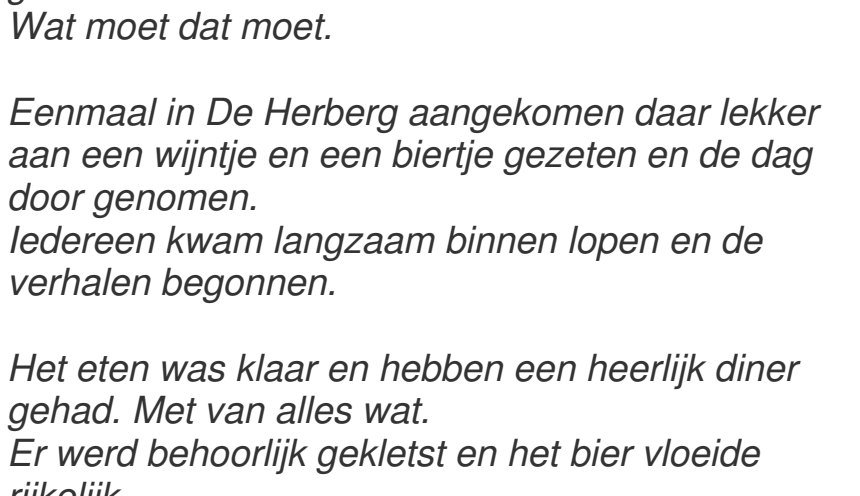 Wat moet dat moet.
Eenmaal in De Herberg aangekomen daar lekker
aan een wijntje en een biertje gezeten en de dag
door genomen.
Iedereen kwam langzaam binnen lopen en de
verhalen begonnen.
Het eten was klaar en hebben een heerlijk diner
gehad. Met van alles wat.
Er werd behoorlijk gekletst en het bier vloeide
rijkelijk